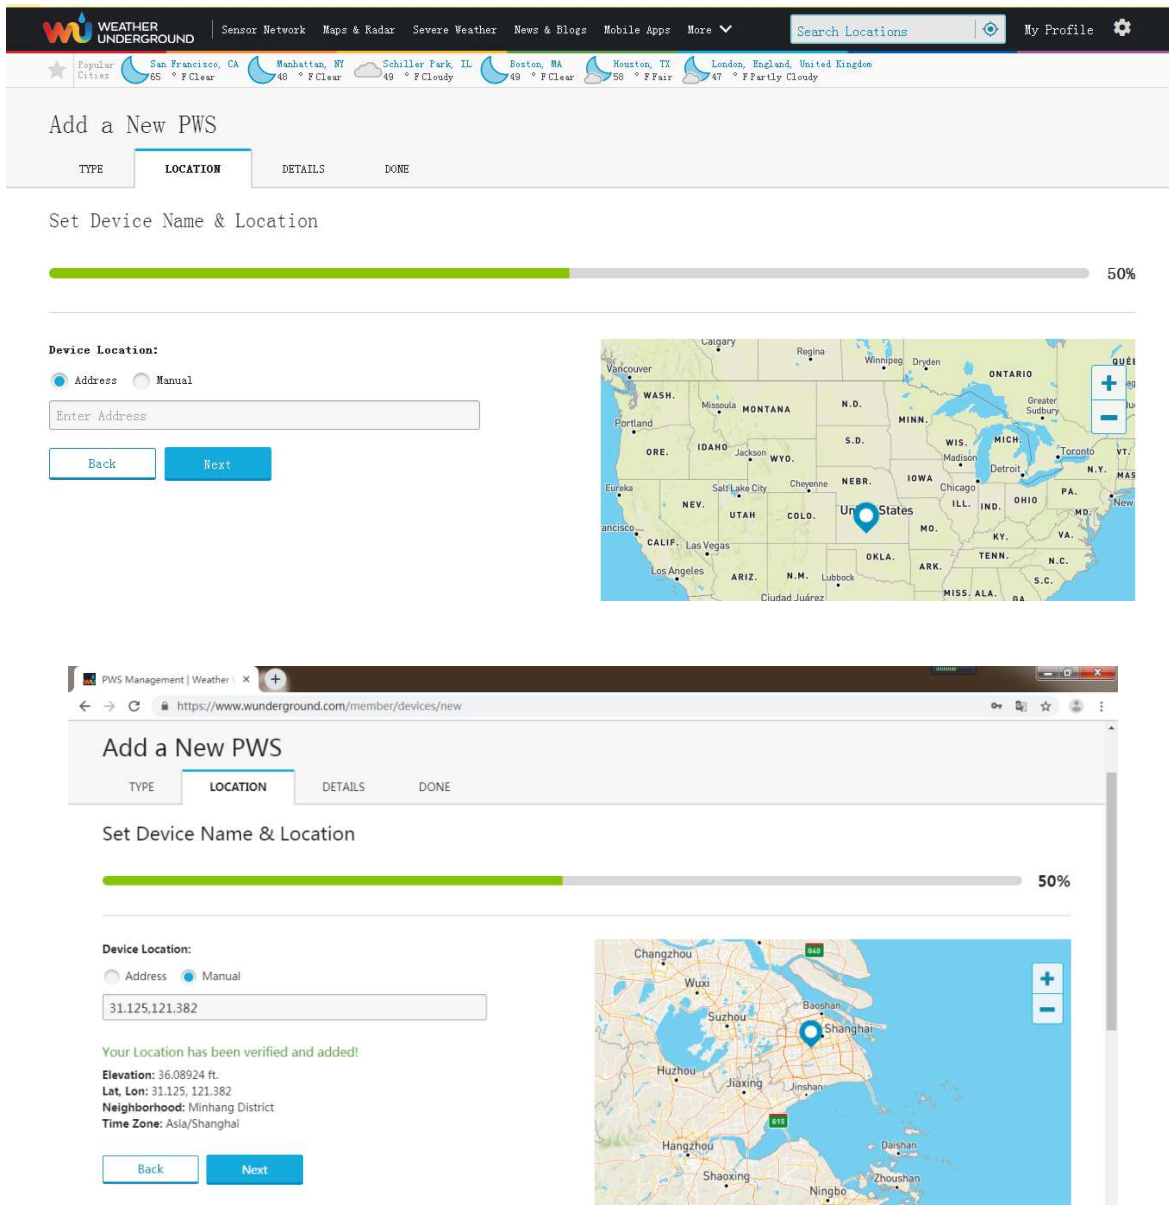 WEATHER UNDERGROUND Sensor Network Maps & Radar Severe Weather News & Blogs Mobile Apps More Search Locations My Profile
Popular Cities San Francisco, CA 65 °F Clear Manhattan, NY 48 °F Clear Schiller Park, IL 49 °F Cloudy Boston, MA 49 °F Clear Houston, TX 58 °F Fair London, England, United Kingdom 47 °F Partly Cloudy
Add a New PWS
TYPE LOCATION DETAILS DONE
Set Device Name & Location
50%
Device Location:
Address Manual
Enter Address
Back Next
Calgary
Regina
Winnipeg Dryden
Vancouver
ONTARIO
WASH.
Missoula MONTANA
N.D.
Greater Sudbury
MINN.
Portland
S.D.
WIS. MICH.
ORE.
IDAHO Jackson WYO.
Madison
Toronto VT.
Detroit
N.Y. MAS
Eureka
Salt Lake City
Cheyenne NEBR.
IOWA
Chicago
PA.
NEV.
UTAH
COLO.
States
ILL. IND. OHIO
New
MD.
ancisco
MO.
KY.
VA.
CALIF. Las Vegas
OKLA.
TENN.
N.C.
ARK.
Los Angeles
ARIZ.
N.M. Lubbock
S.C.
MISS. ALA.
Ciudad Juárez
PWS Management | Weather
https://www.wunderground.com/member/devices/new
Add a New PWS
TYPE LOCATION DETAILS DONE
Set Device Name & Location
50%
Device Location:
Address Manual
31.125,121.382
Your Location has been verified and added!
Elevation: 36.08924 ft.
Lat, Lon: 31.125, 121.382
Neighborhood: Minhang District
Time Zone: Asia/Shanghai
Back Next
Changzhou
G40
Wuxi
Baoshan
Suzhou
Shanghai
Huzhou
Jiaxing
Jinshan
G15
Hangzhou
Daishan
Shaoxing
Zhoushan
Ningbo